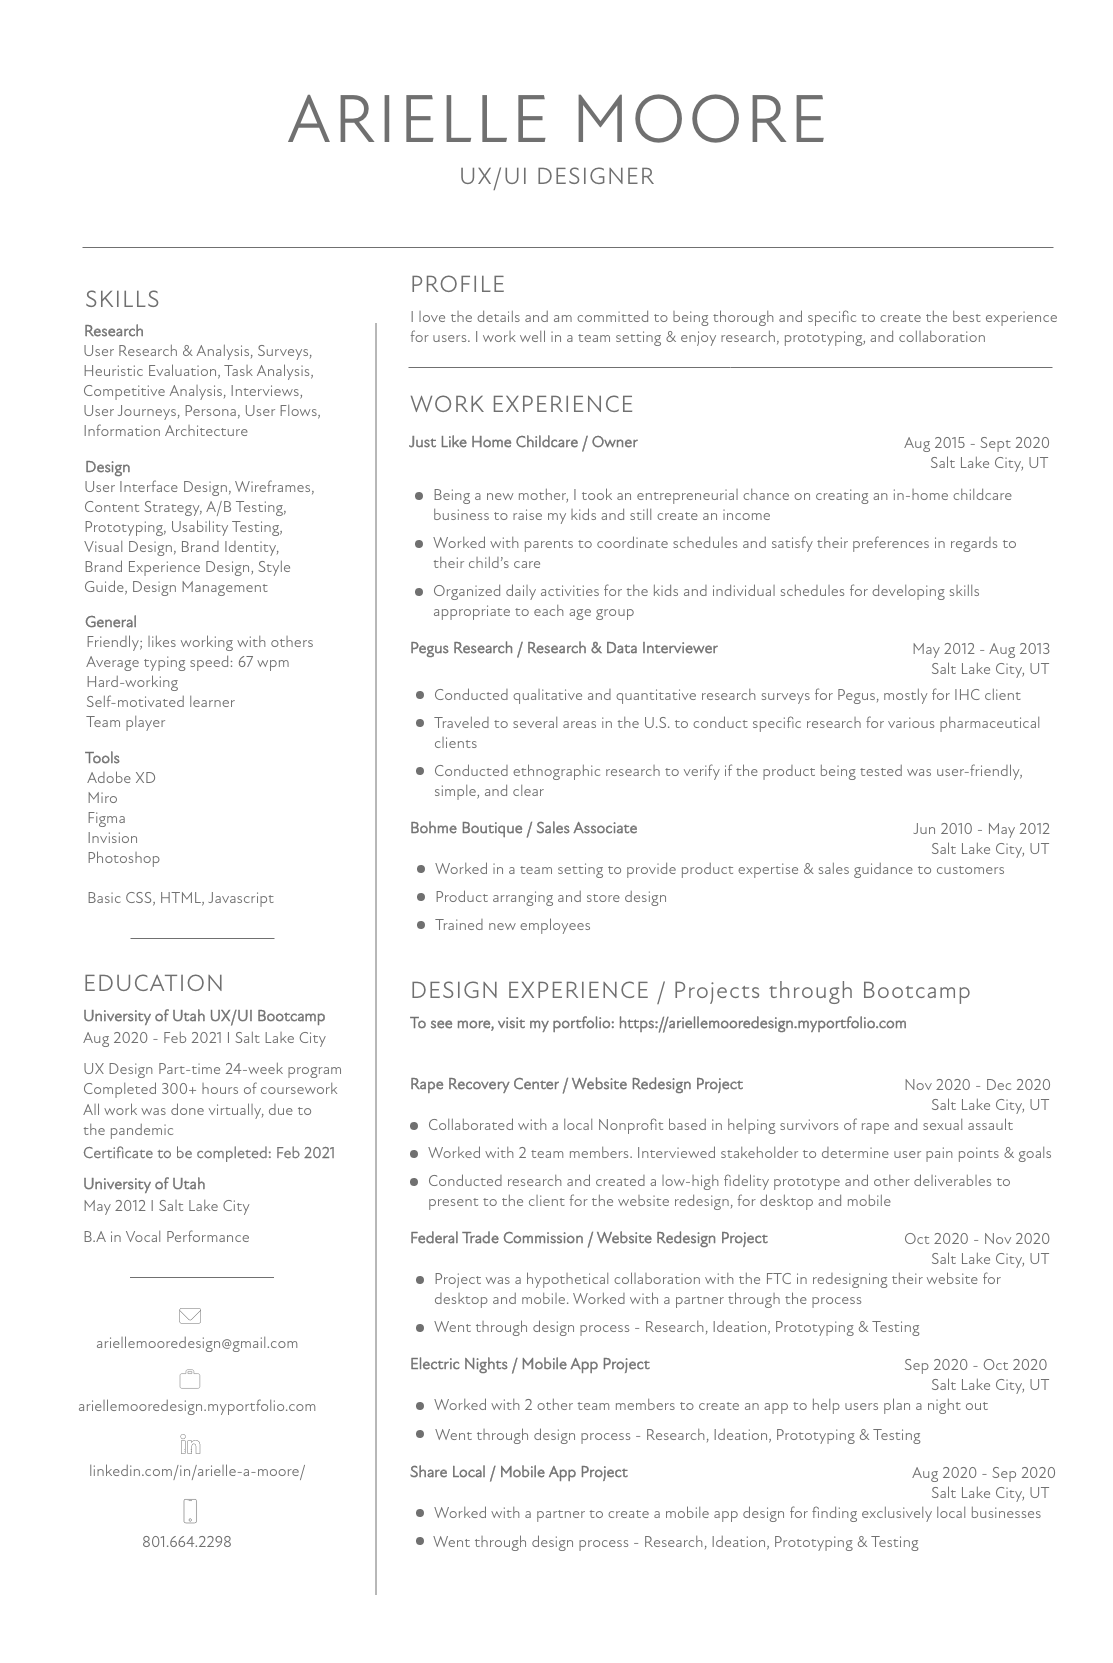 ARIELLE MOORE
UX/UI DESIGNER
SKILLS
Research
User Research & Analysis, Surveys,
Heuristic Evaluation, Task Analysis,
Competitive Analysis, Interviews,
User Journeys, Persona, User Flows,
Information Architecture
Design
User Interface Design, Wireframes,
Content Strategy, A/B Testing,
Prototyping, Usability Testing,
Visual Design, Brand Identity,
Brand Experience Design, Style
Guide, Design Management
General
Friendly; likes working with others
Average typing speed: 67 wpm
Hard-working
Self-motivated learner
Team player
Tools
Adobe XD
Miro
Figma
Invision
Photoshop
Basic CSS, HTML, Javascript
EDUCATION
University of Utah UX/UI Bootcamp
Aug 2020 - Feb 2021 I Salt Lake City
UX Design Part-time 24-week program
Completed 300+ hours of coursework
All work was done virtually, due to
the pandemic
Certificate to be completed: Feb 2021
University of Utah
May 2012 I Salt Lake City
B.A in Vocal Performance
ariellemooredesign@gmail.com
ariellemooredesign.myportfolio.com
in
linkedin.com/in/arielle-a-moore/
801.664.2298
PROFILE
I love the details and am committed to being thorough and specific to create the best experience
for users. I work well in a team setting & enjoy research, prototyping, and collaboration
WORK EXPERIENCE
Just Like Home Childcare / Owner Aug 2015 - Sept 2020
Salt Lake City, UT
● Being a new mother, I took an entrepreneurial chance on creating an in-home childcare
business to raise my kids and still create an income
● Worked with parents to coordinate schedules and satisfy their preferences in regards to
their child's care
● Organized daily activities for the kids and individual schedules for developing skills
appropriate to each age group
Pegus Research / Research & Data Interviewer May 2012 - Aug 2013
Salt Lake City, UT
● Conducted qualitative and quantitative research surveys for Pegus, mostly for IHC client
● Traveled to several areas in the U.S. to conduct specific research for various pharmaceutical
clients
● Conducted ethnographic research to verify if the product being tested was user-friendly,
simple, and clear
Bohme Boutique / Sales Associate Jun 2010 - May 2012
Salt Lake City, UT
● Worked in a team setting to provide product expertise & sales guidance to customers
● Product arranging and store design
● Trained new employees
DESIGN EXPERIENCE / Projects through Bootcamp
To see more, visit my portfolio: https://ariellemooredesign.myportfolio.com
Rape Recovery Center / Website Redesign Project Nov 2020 - Dec 2020
Salt Lake City, UT
● Collaborated with a local Nonprofit based in helping survivors of rape and sexual assault
● Worked with 2 team members. Interviewed stakeholder to determine user pain points & goals
● Conducted research and created a low-high fidelity prototype and other deliverables to
present to the client for the website redesign, for desktop and mobile
Federal Trade Commission / Website Redesign Project Oct 2020 - Nov 2020
Salt Lake City, UT
● Project was a hypothetical collaboration with the FTC in redesigning their website for
desktop and mobile. Worked with a partner through the process
● Went through design process - Research, Ideation, Prototyping & Testing
Electric Nights / Mobile App Project Sep 2020 - Oct 2020
Salt Lake City, UT
● Worked with 2 other team members to create an app to help users plan a night out
● Went through design process - Research, Ideation, Prototyping & Testing
Share Local / Mobile App Project Aug 2020 - Sep 2020
Salt Lake City, UT
● Worked with a partner to create a mobile app design for finding exclusively local businesses
● Went through design process - Research, Ideation, Prototyping & Testing